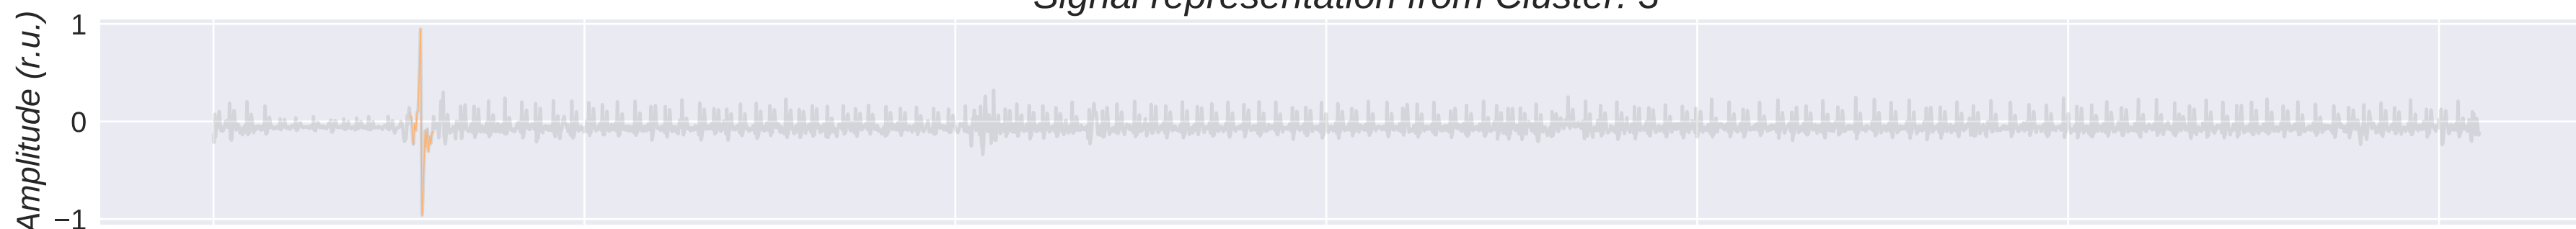 Signal representation from Cluster: 3
Amplitude (r.u.)
1
0
−1